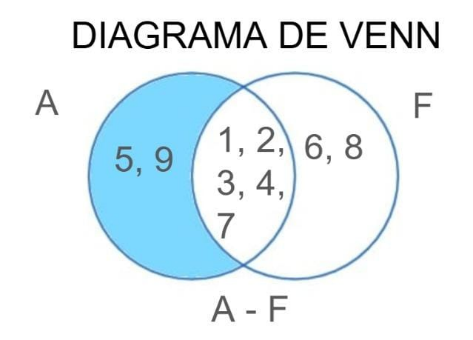 DIAGRAMA DE VENN
A
F
5, 9
1, 2,
3, 4,
7
6, 8
A - F